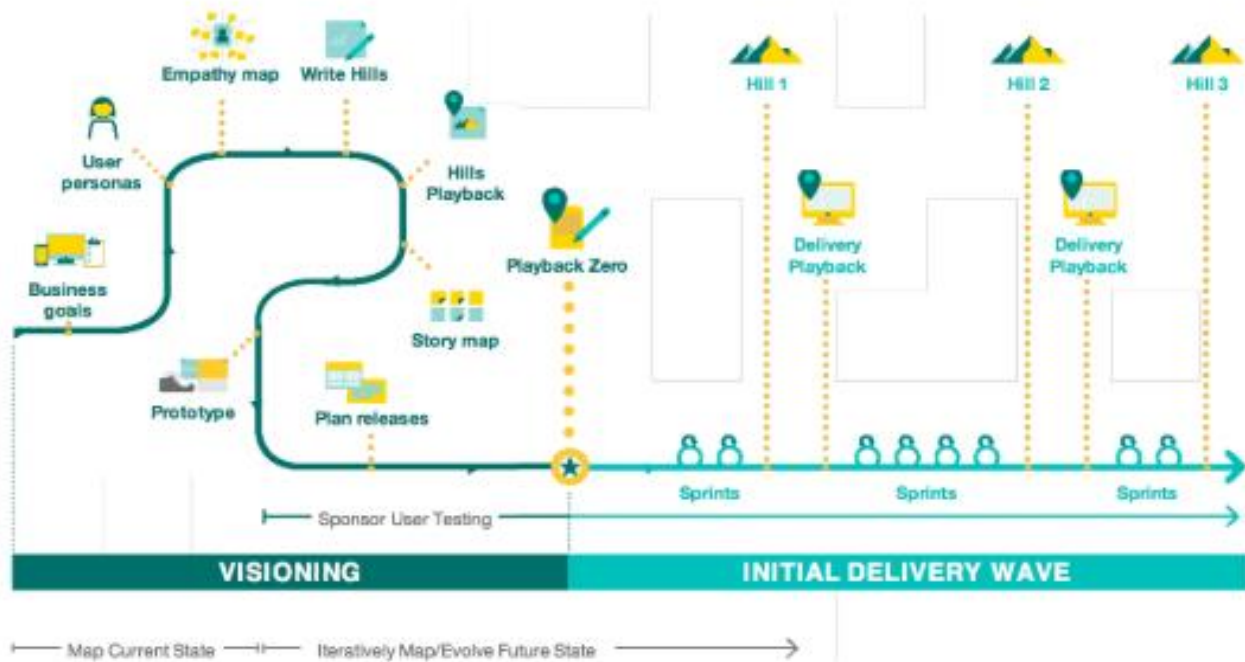 Empathy map
Write Hills
Hill 1
Hill 2
Hill 3
User
personas
Hills
Playback
Business
goals
Playback Zero
Delivery
Playback
Delivery
Playback
Story map
Prototype
Plan releases
Sprints
Sprints
Sprints
Sponsor User Testing
VISIONING
INITIAL DELIVERY WAVE
Map Current State
Iteratively Map/Evolve Future State